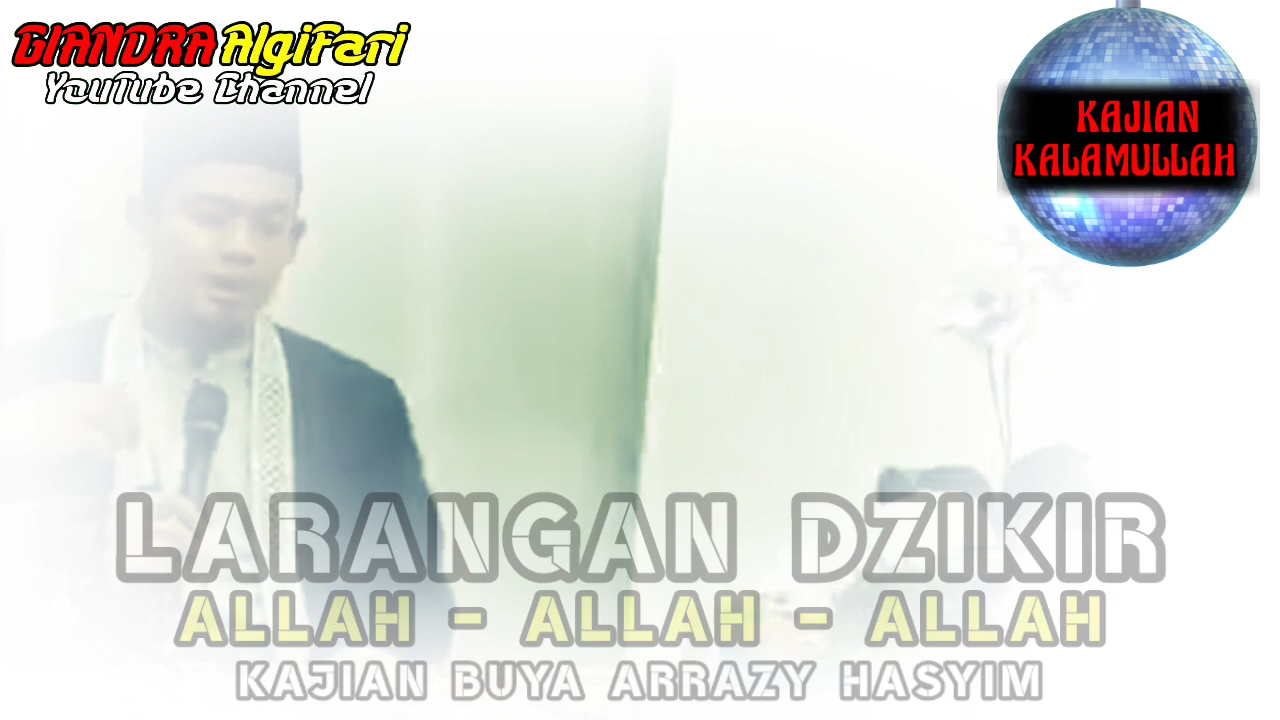 GIANDRA AlgiFari
YouTube Channel
KAJIAN
KALAMULLAH
LARANGAN DZIKIR
ALLAH - ALLAH - ALLAH
KAJIAN BUYA ARRAZY HASYIM